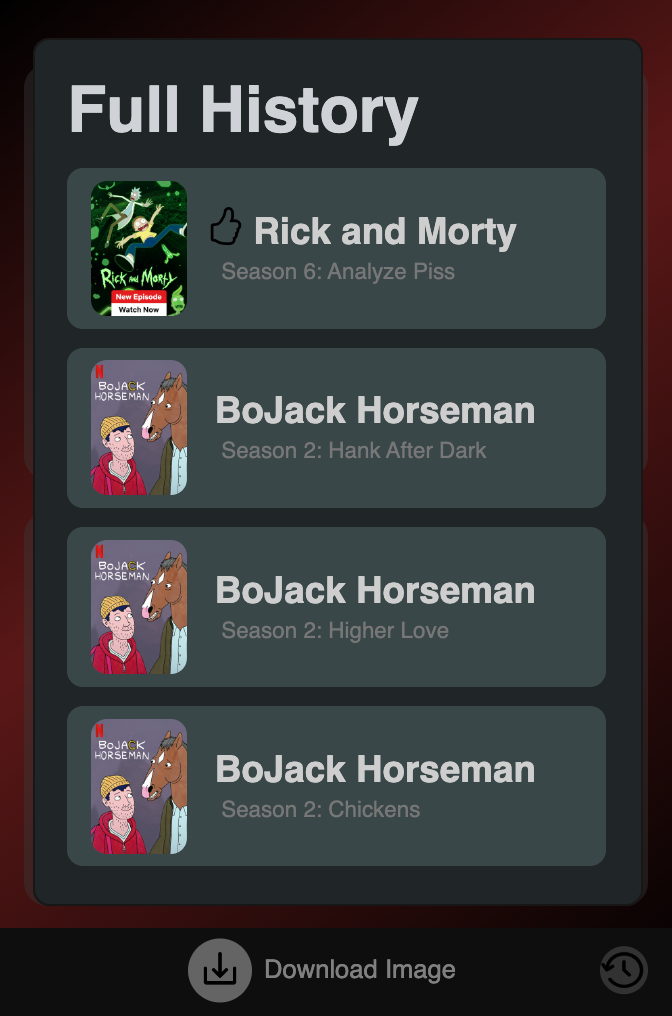 Full History
Rick and Morty
New Episode
Watch Now
Rick and Morty
Season 6: Analyze Piss
N
BOJACK
HORSEMAN
BoJack Horseman
Season 2: Hank After Dark
N
BOJACK
HORSEMAN
BoJack Horseman
Season 2: Higher Love
N
BOJACK
HORSEMAN
BoJack Horseman
Season 2: Chickens
Download Image